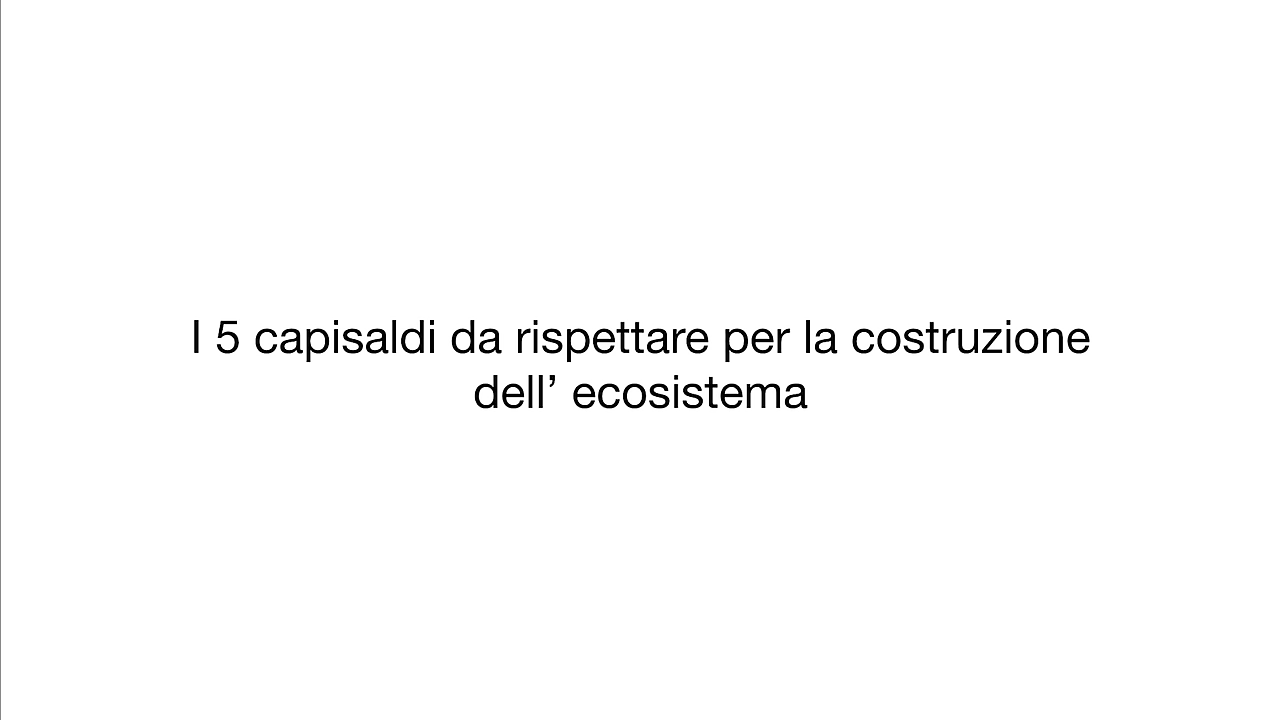 I 5 capisaldi da rispettare per la costruzione
dell’ ecosistema